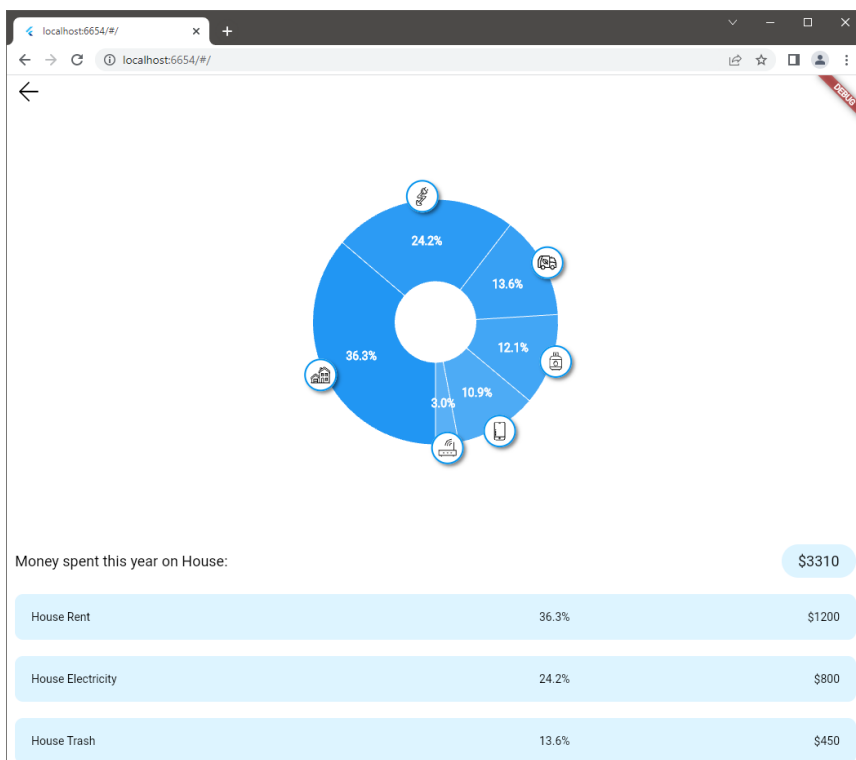 localhost:6654/#/
localhost:6654/#/
DEBUG
24.2%
13.6%
12.1%
36.3%
10.9%
3.0%
Money spent this year on House: $3310
House Rent 36.3% $1200
House Electricity 24.2% $800
House Trash 13.6% $450